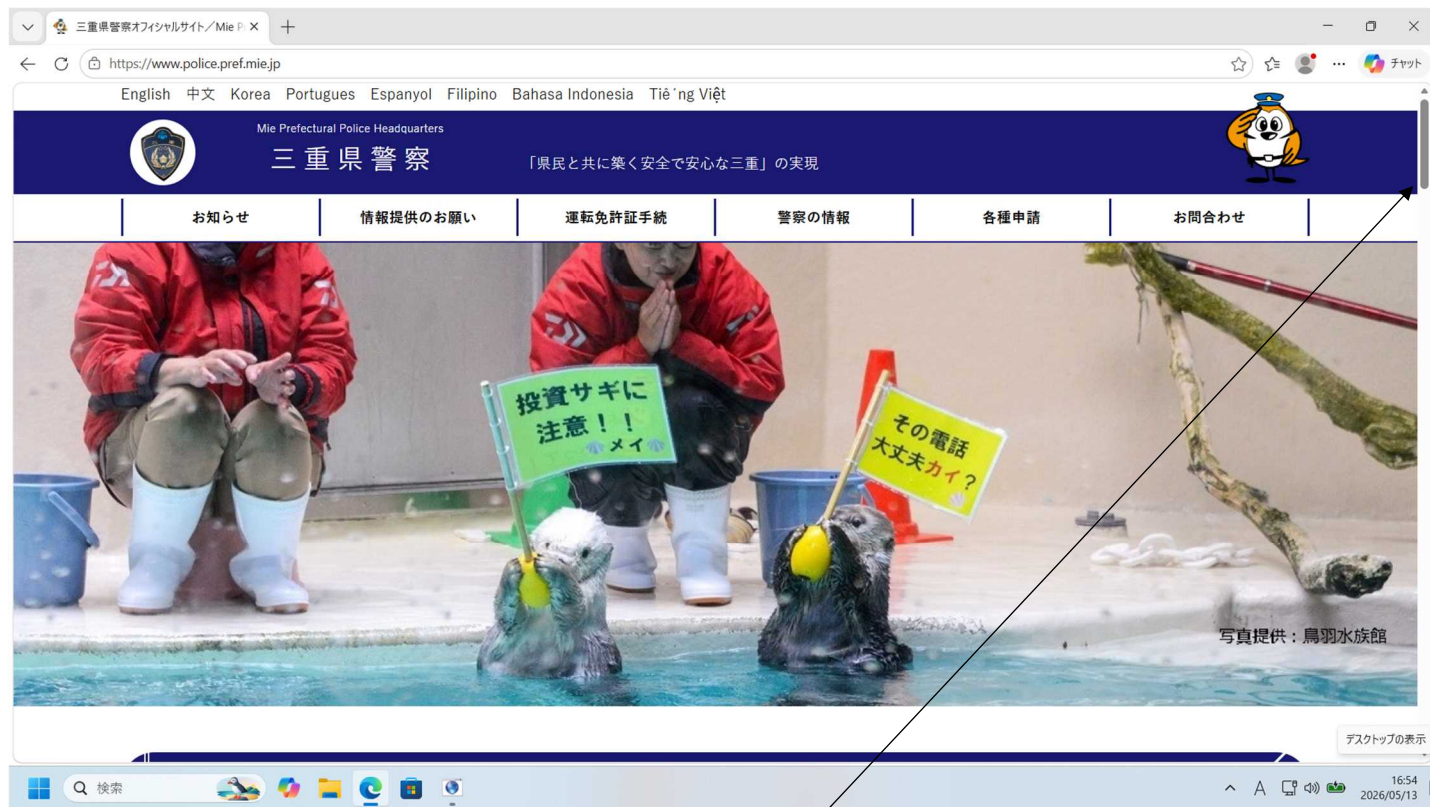 三重県警察オフィシャルサイト／Mie P
https://www.police.pref.mie.jp
チャット
English 中文 Korea Portugues Espanyol Filipino Bahasa Indonesia Tiê´ng Việt
Mie Prefectural Police Headquarters
三重県警察
「県民と共に築く安全で安心な三重」の実現
お知らせ 情報提供のお願い 運転免許証手続 警察の情報 各種申請 お問合わせ
投資サギに
注意！！
メイ
その電話
大丈夫カイ？
写真提供：鳥羽水族館
デスクトップの表示
検索
A
16:54
2026/05/13